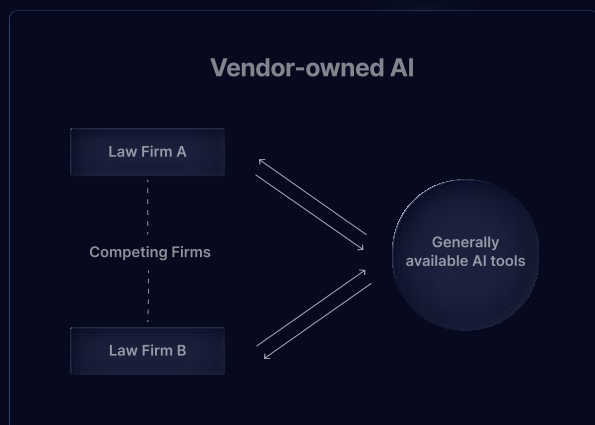 Vendor-owned AI
Law Firm A
Competing Firms
Law Firm B
Generally
available AI tools